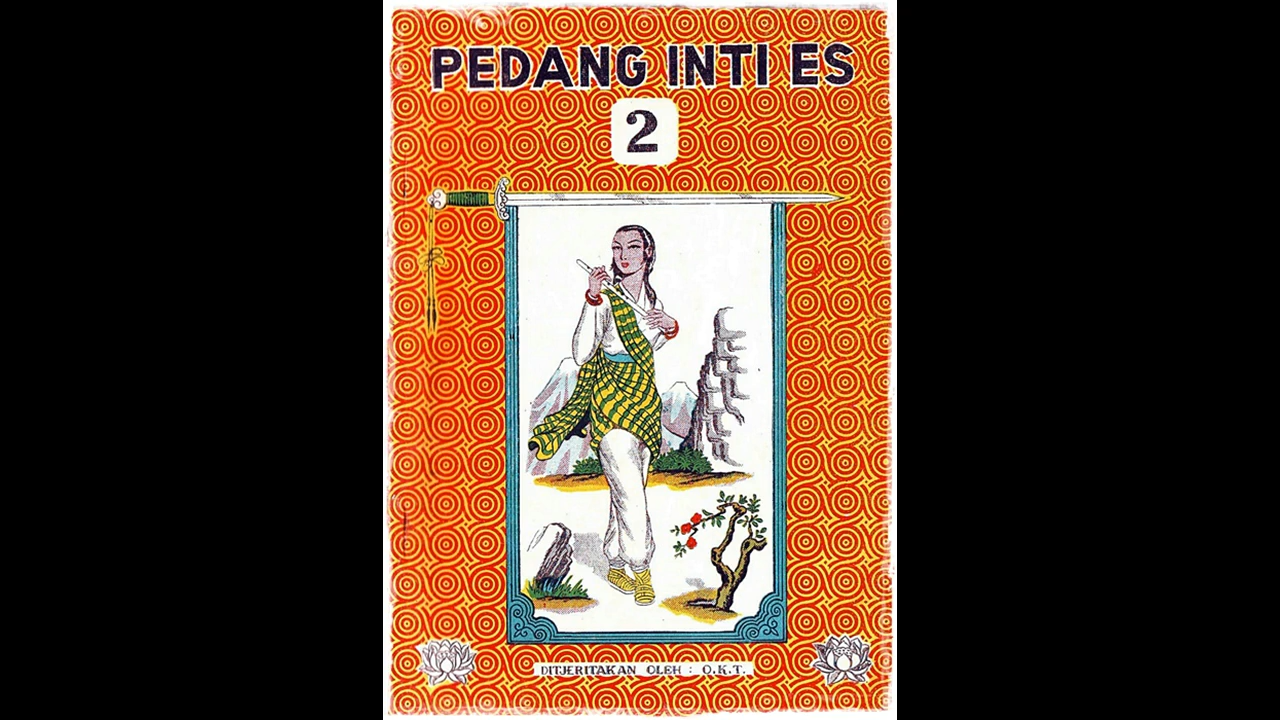 PEDANG INTI ES
2
DITJERITAKAN OLEH : O.K.T.